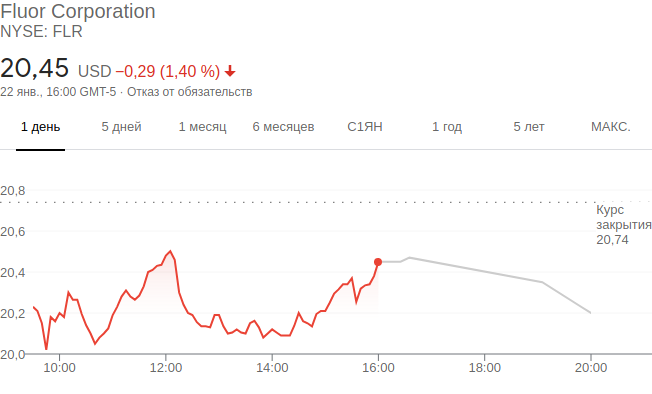 Fluor Corporation
NYSE: FLR
20,45 USD −0,29 (1,40 %)
22 янв., 16:00 GMT-5 · Отказ от обязательств
1 день 5 дней 1 месяц 6 месяцев С1ЯН 1 год 5 лет МАКС.
20,8
Курс
закрытия
20,74
20,6
20,4
20,2
20,0
10:00 12:00 14:00 16:00 18:00 20:00